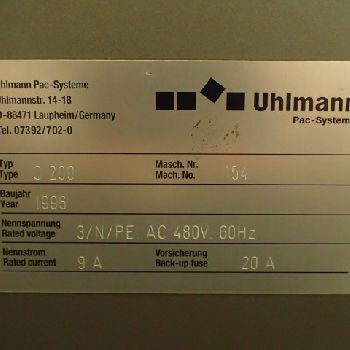 Uhlmann Pac-Systeme
Uhlmannstr. 14-18
D-88471 Laupheim/Germany
Tel. 07392/702-0
Uhlmann
Pac-Systeme
Typ
Type C 200
Masch. Nr.
Mach. No. 154
Baujahr
Year 1996
Nennspannung
Rated voltage 3/N/PE, AC 480V, 60Hz
Nennstrom
Rated current 9 A
Vorsicherung
Back-up fuse 20 A